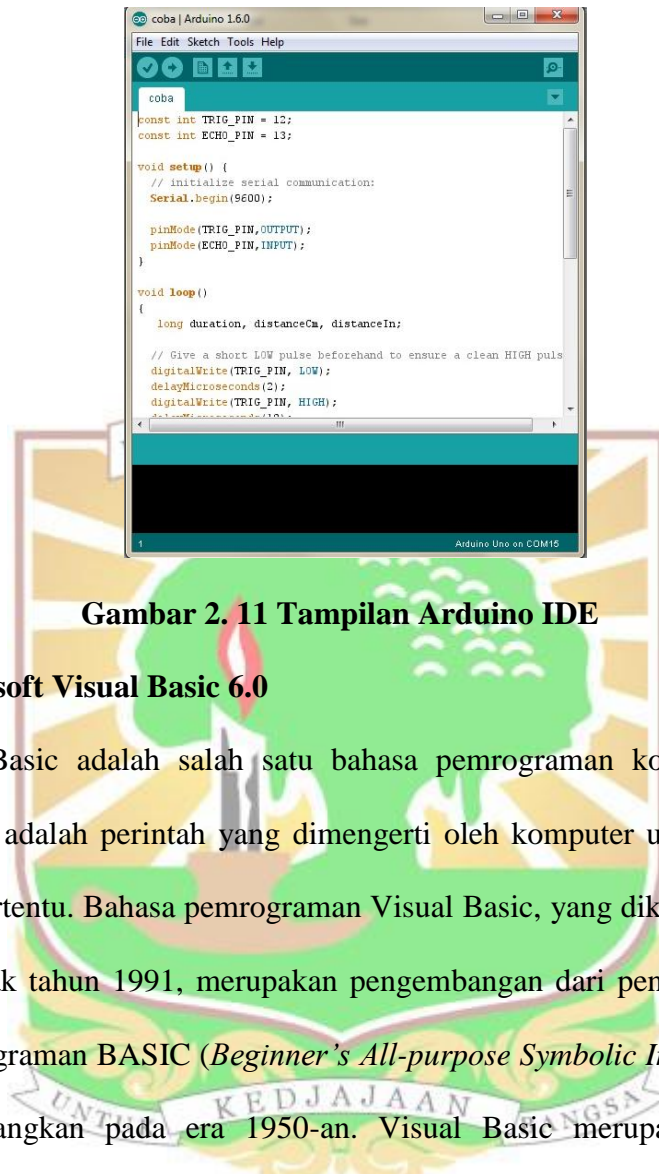 coba | Arduino 1.6.0
File Edit Sketch Tools Help
coba
const int TRIG_PIN = 12;
const int ECHO_PIN = 13;
void setup() {
// initialize serial communication:
Serial.begin(9600);
pinMode(TRIG_PIN,OUTPUT);
pinMode(ECHO_PIN,INPUT);
}
void loop()
{
long duration, distanceCm, distanceIn;
// Give a short LOW pulse beforehand to ensure a clean HIGH puls
digitalWrite(TRIG_PIN, LOW);
delayMicroseconds(2);
digitalWrite(TRIG_PIN, HIGH);
1
Arduino Uno on COM15
Gambar 2. 11 Tampilan Arduino IDE
soft Visual Basic 6.0
Basic adalah salah satu bahasa pemrograman ko
adalah perintah yang dimengerti oleh komputer u
rtentu. Bahasa pemrograman Visual Basic, yang dik
k tahun 1991, merupakan pengembangan dari pen
graman BASIC (Beginner's All-purpose Symbolic In
angkan pada era 1950-an. Visual Basic merupa
KEDJAJAAN
BANGSA